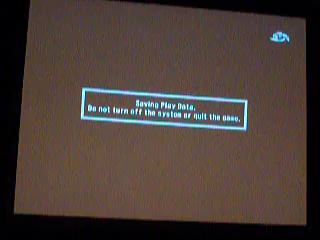 Saving Play Data.
Do not turn off the system or quit the game.